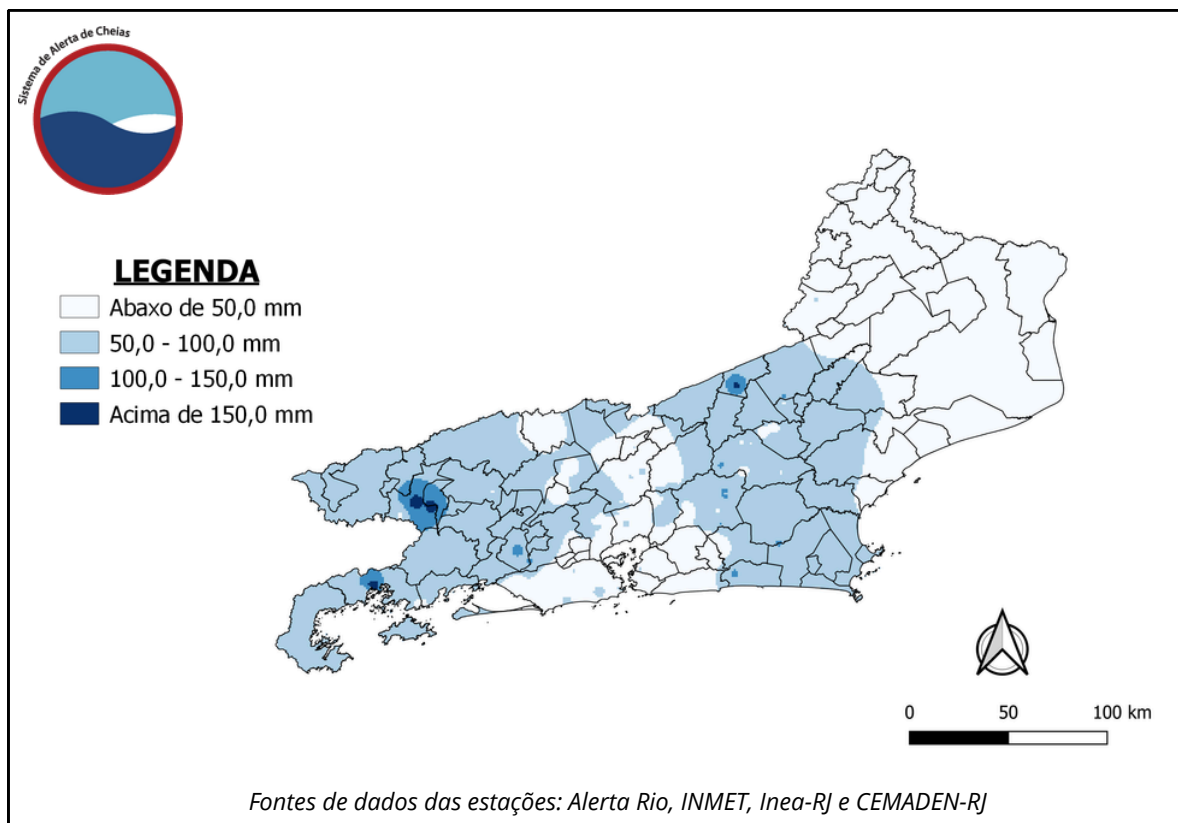 Sistema de Alerta de Cheias
LEGENDA
Abaxo de 50,0 mm
50,0 - 100,0 mm
100,0 - 150,0 mm
Acima de 150,0 mm
0 50 100 km
Fontes de dados das estações: Alerta Rio, INMET, Inea-RJ e CEMADEN-RJ